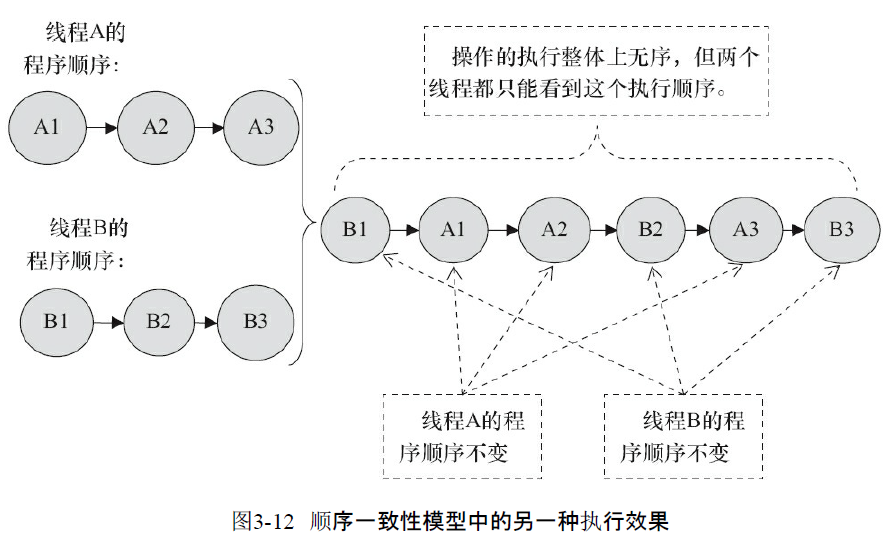 线程A的
程序顺序：
A1
A2
A3
线程B的
程序顺序：
B1
B2
B3
操作的执行整体上无序，但两个
线程都只能看到这个执行顺序。
B1
A1
A2
B2
A3
B3
线程A的程
序顺序不变
线程B的程
序顺序不变
图3-12 顺序一致性模型中的另一种执行效果